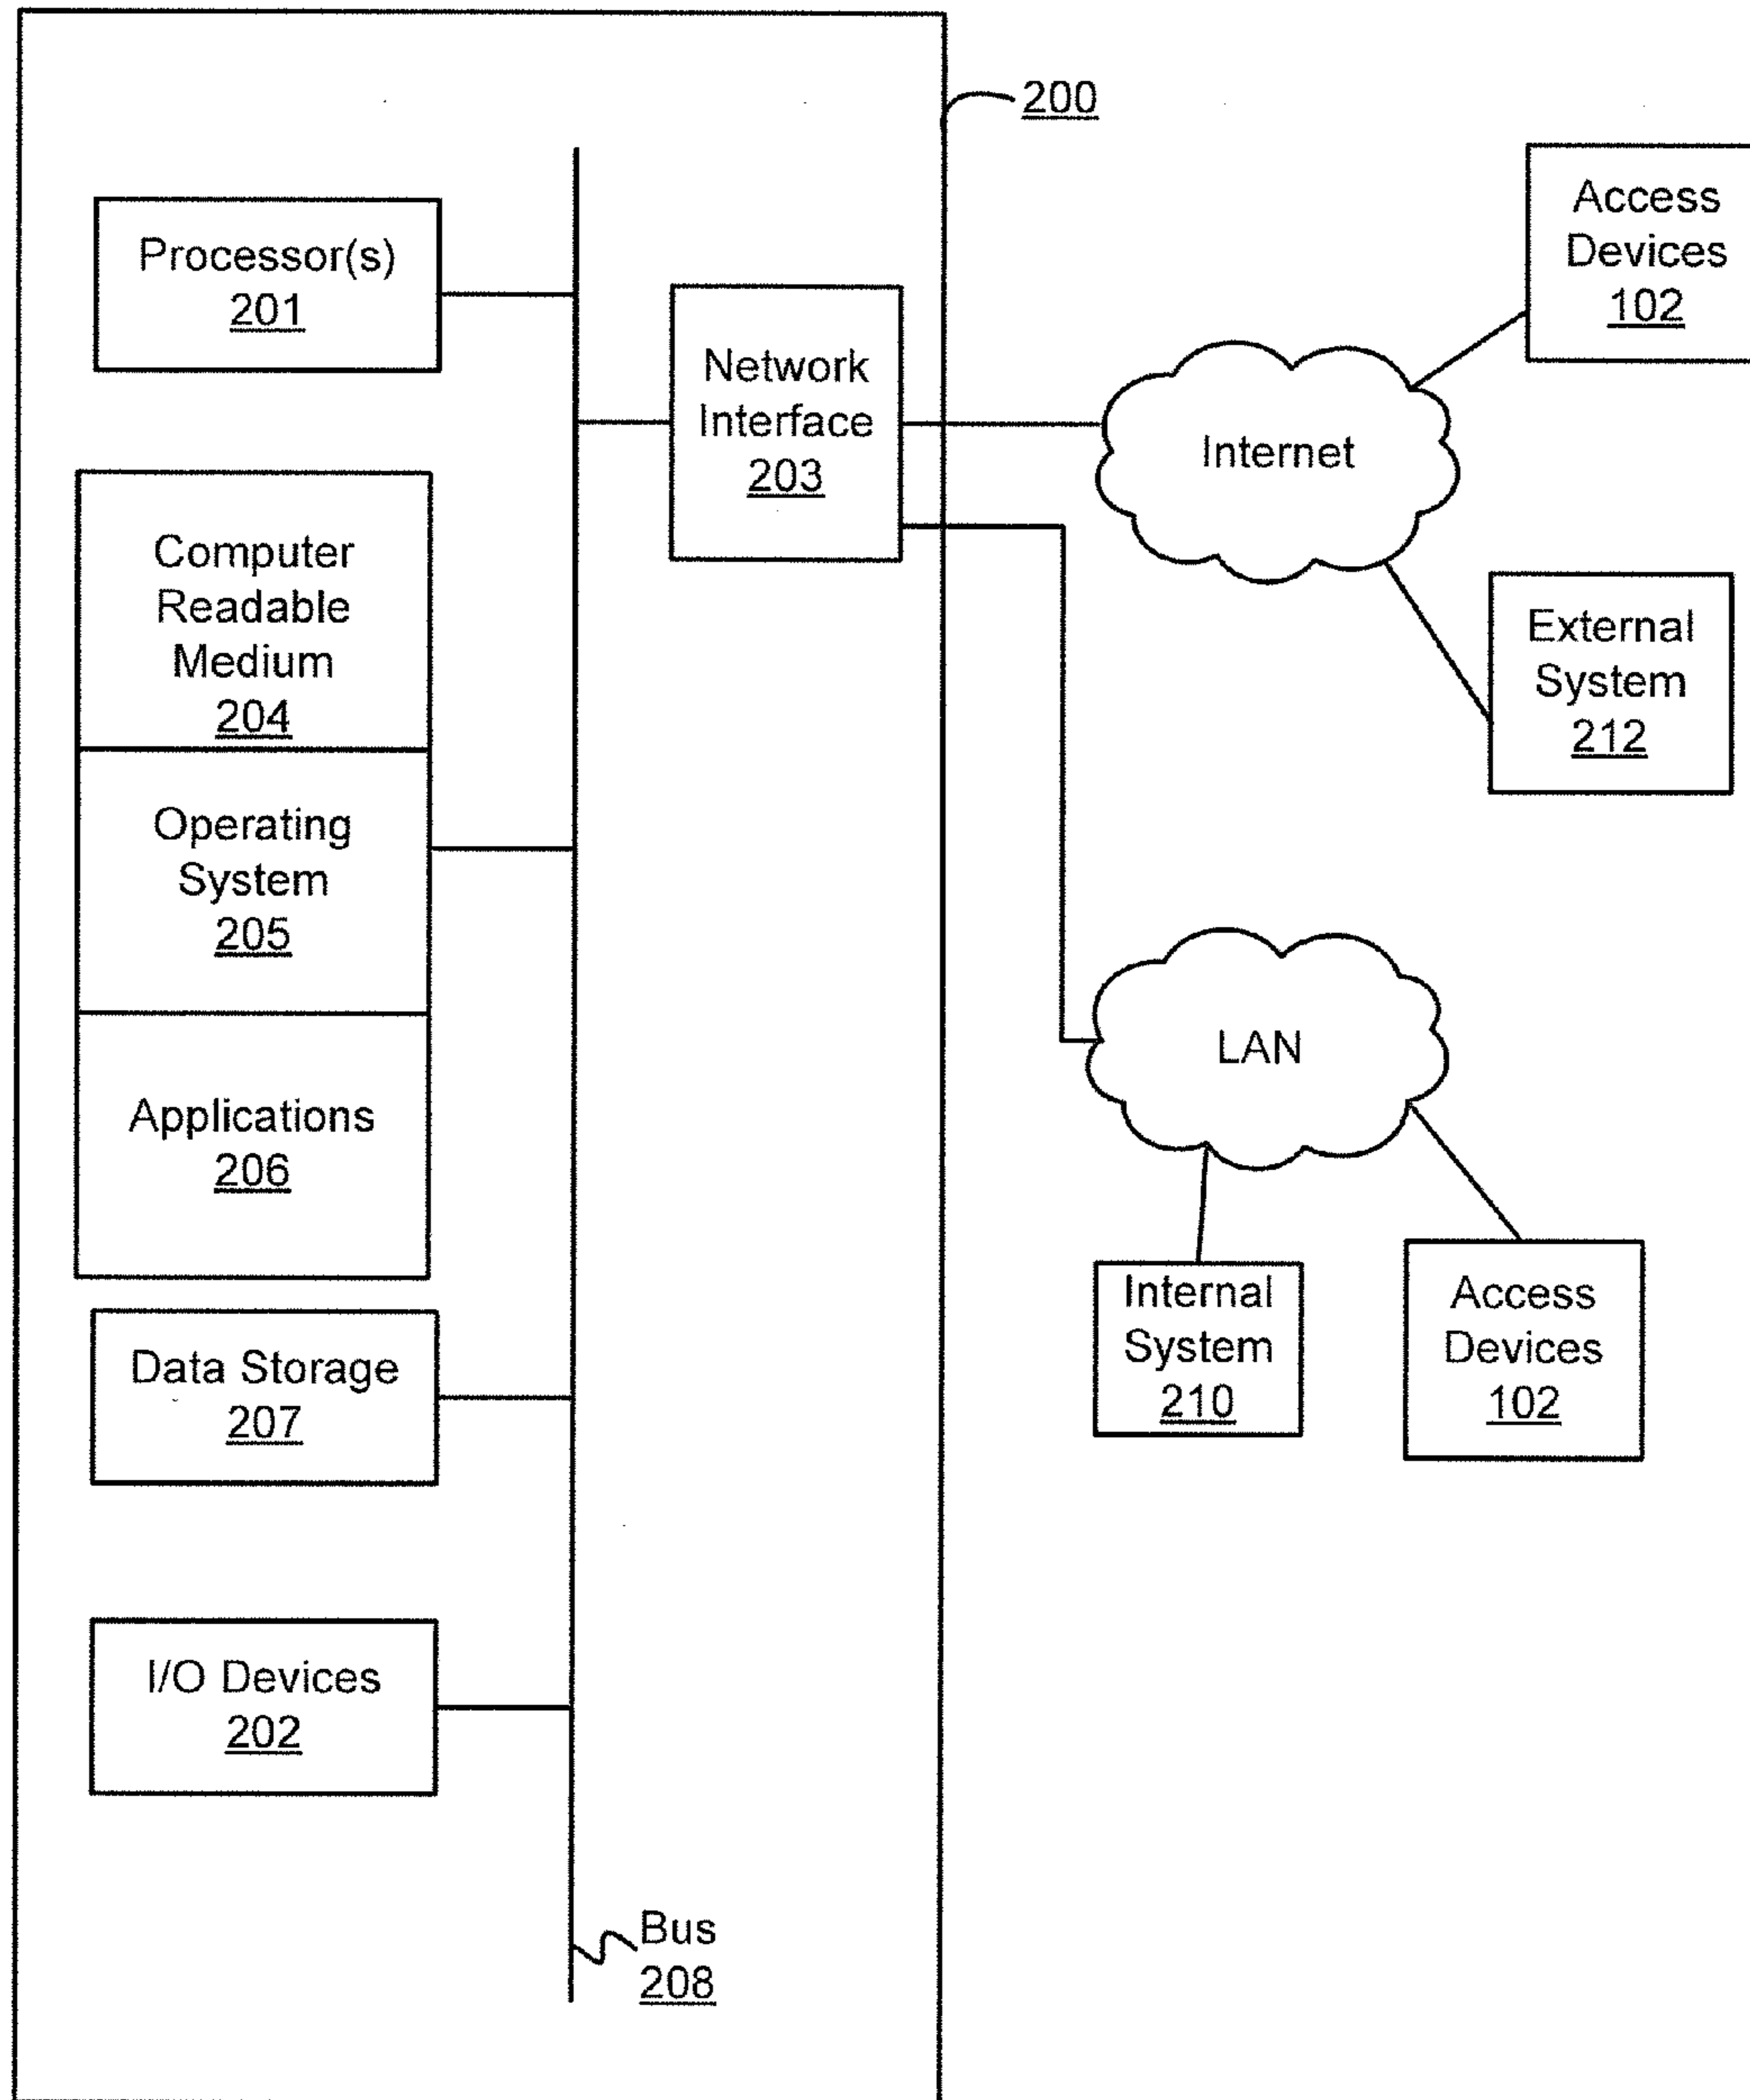 200
Processor(s)
201
Network
Interface
203
Computer
Readable
Medium
204
Operating
System
205
Applications
206
Data Storage
207
I/O Devices
202
Bus
208
Access
Devices
102
Internet
External
System
212
LAN
Internal
System
210
Access
Devices
102